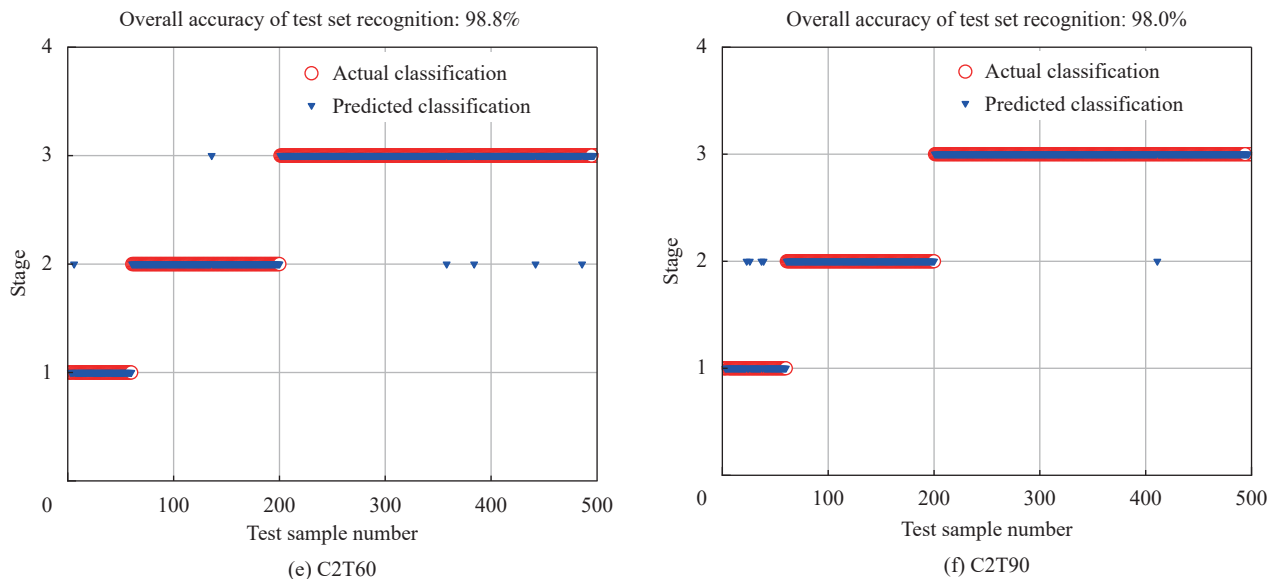 Overall accuracy of test set recognition: 98.8%
4
Actual classification
Predicted classification
3
Stage
2
1
0
100
200
300
400
500
Test sample number
(e) C2T60
Overall accuracy of test set recognition: 98.0%
4
Actual classification
Predicted classification
3
Stage
2
1
0
100
200
300
400
500
Test sample number
(f) C2T90